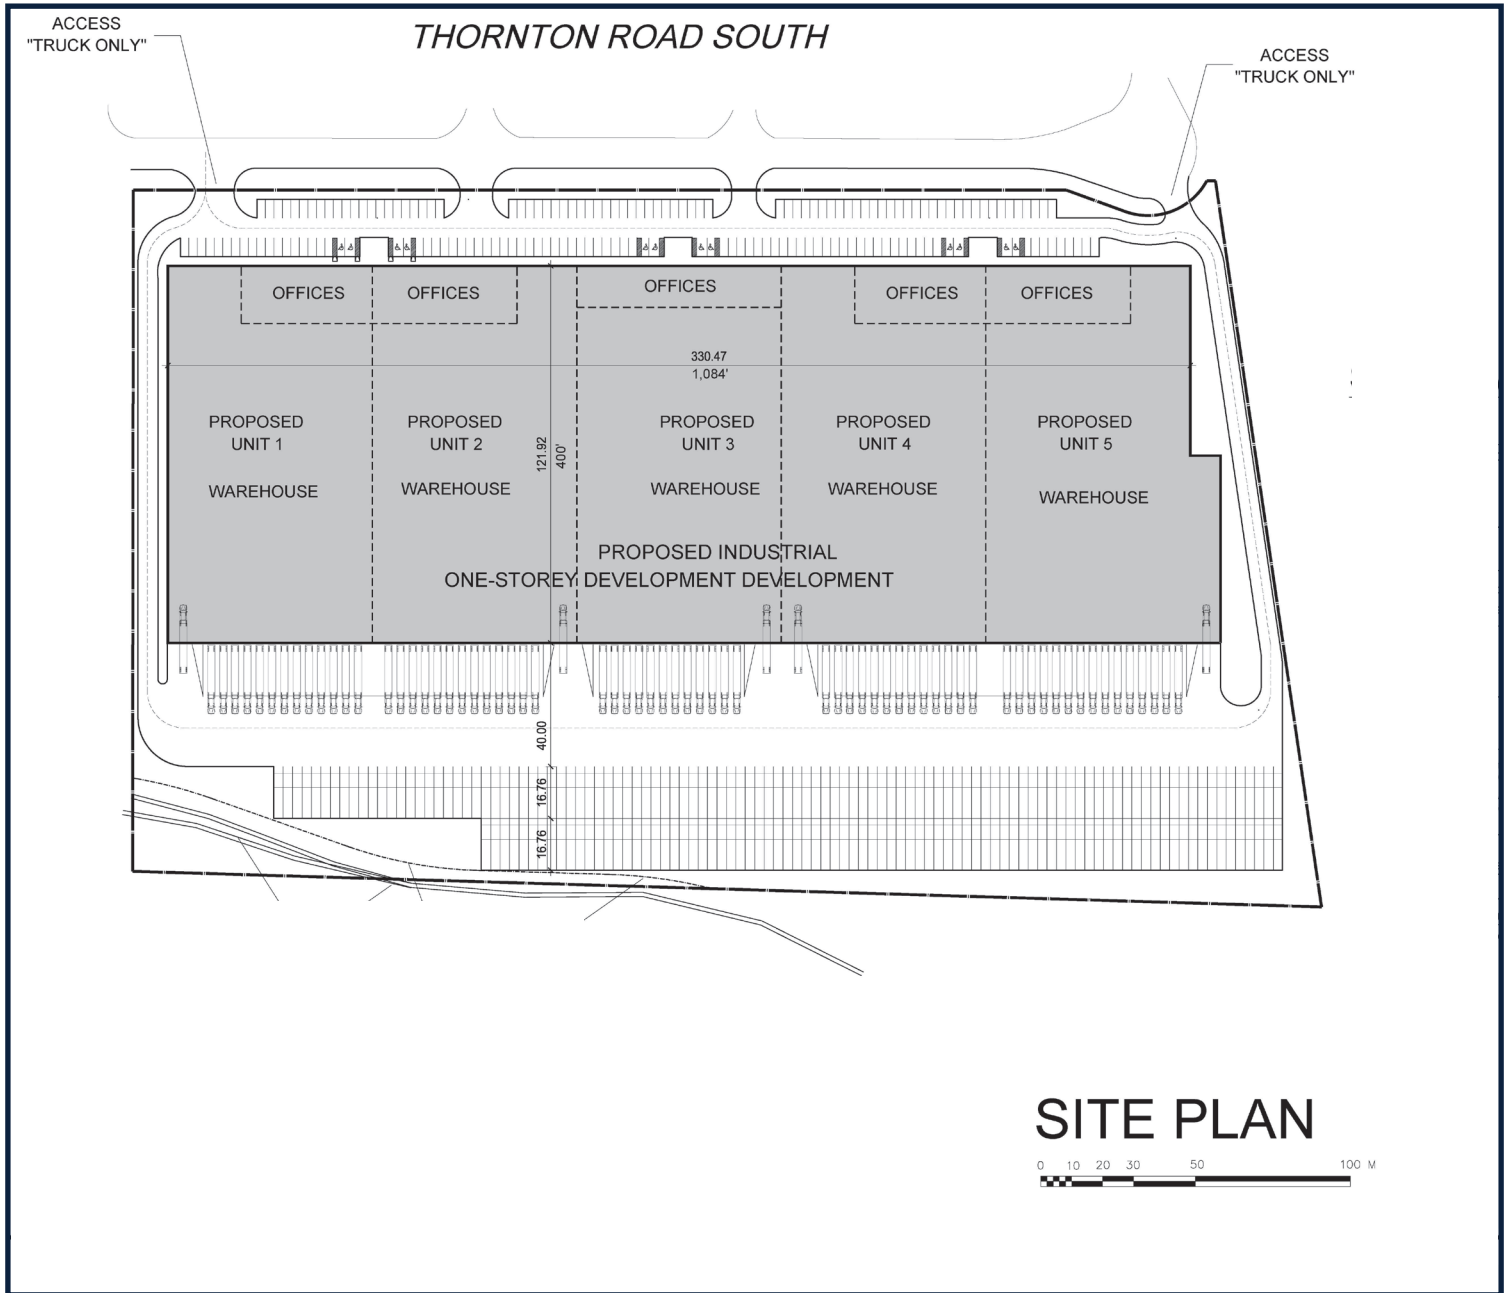 ACCESS
"TRUCK ONLY"
THORNTON ROAD SOUTH
ACCESS
"TRUCK ONLY"
OFFICES
OFFICES
OFFICES
OFFICES
OFFICES
330.47
1,084'
PROPOSED
UNIT 1
PROPOSED
UNIT 2
121.92
400'
PROPOSED
UNIT 3
PROPOSED
UNIT 4
PROPOSED
UNIT 5
WAREHOUSE
WAREHOUSE
WAREHOUSE
WAREHOUSE
WAREHOUSE
PROPOSED INDUSTRIAL
ONE-STOREY DEVELOPMENT DEVELOPMENT
40.00
16.76
16.76
SITE PLAN
0 10 20 30 50 100 M